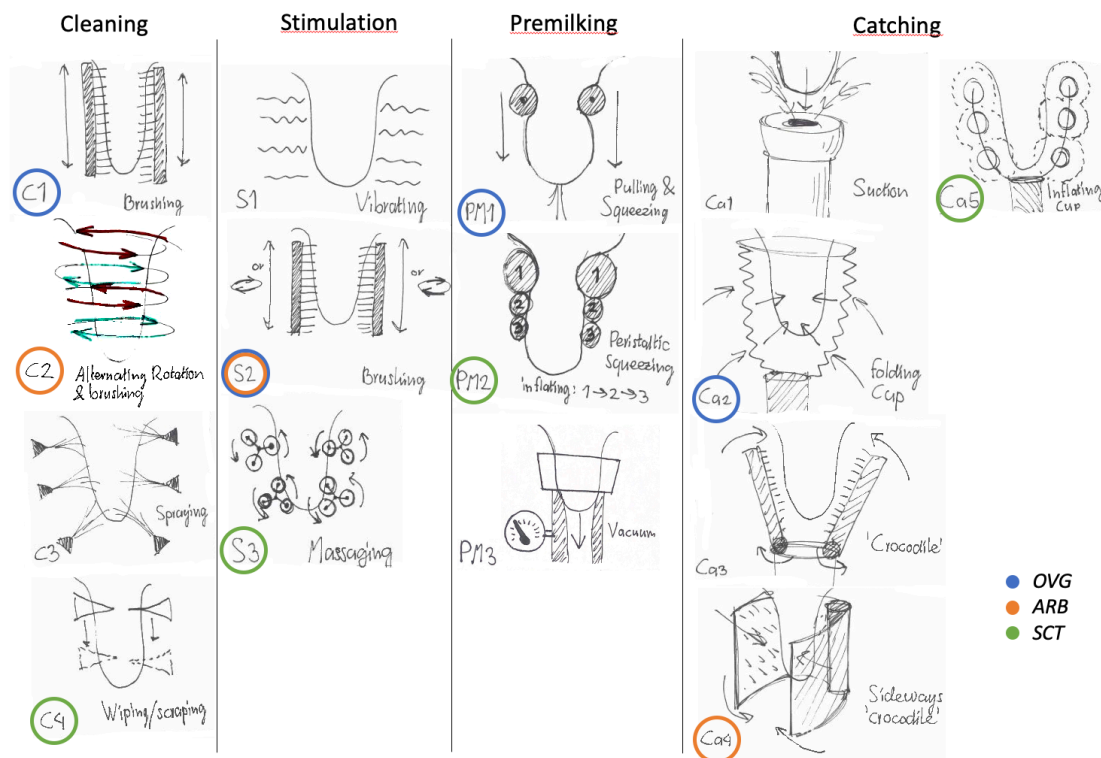 Cleaning
Stimulation
Premilking
Catching
C1
Brushing
C2
Alternating Rotation
& brushing
C3
Spraying
C4
Wiping/scraping
S1
Vibrating
or
or
S2
Brushing
S3
Massaging
PM1
Pulling &
Squeezing
1
1
2
2
3
3
PM2
Peristaltic
Squeezing
inflating: 1→2→3
PM3
Vacuum
Ca1
Suction
Ca5
Inflating
Cup
Ca2
folding
Cup
Ca3
'Crocodile'
Ca4
Sideways
'crocodile'
OVG
ARB
SCT